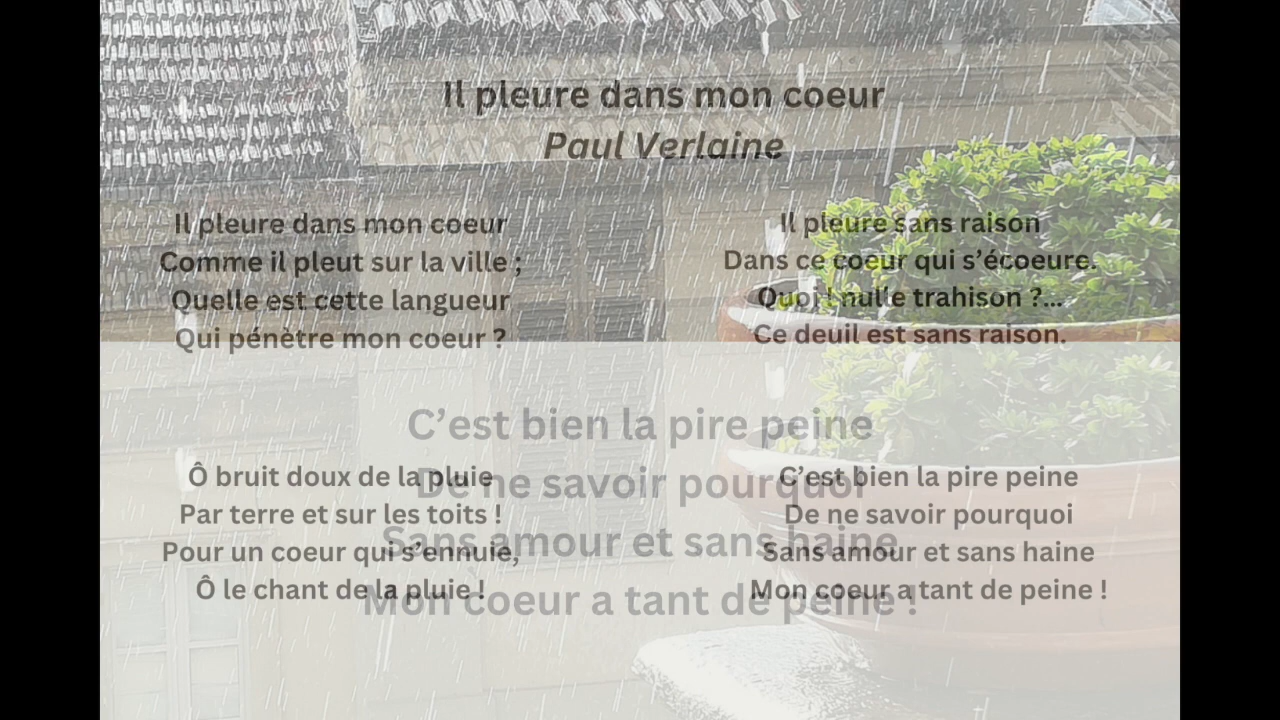 Il pleure dans mon coeur
Paul Verlaine
Il pleure dans mon coeur
Comme il pleut sur la ville ;
Quelle est cette langueur
Qui pénètre mon coeur ?
Ô bruit doux de la pluie
Par terre et sur les toits !
Pour un coeur qui s’ennuie,
Ô le chant de la pluie !
Il pleure sans raison
Dans ce coeur qui s’écoeure.
Quoi ! nulle trahison ?...
Ce deuil est sans raison.
C’est bien la pire peine
De ne savoir pourquoi
Sans amour et sans haine
Mon coeur a tant de peine !
C’est bien la pire peine
De ne savoir pourquoi
Sans amour et sans haine
Mon coeur a tant de peine !